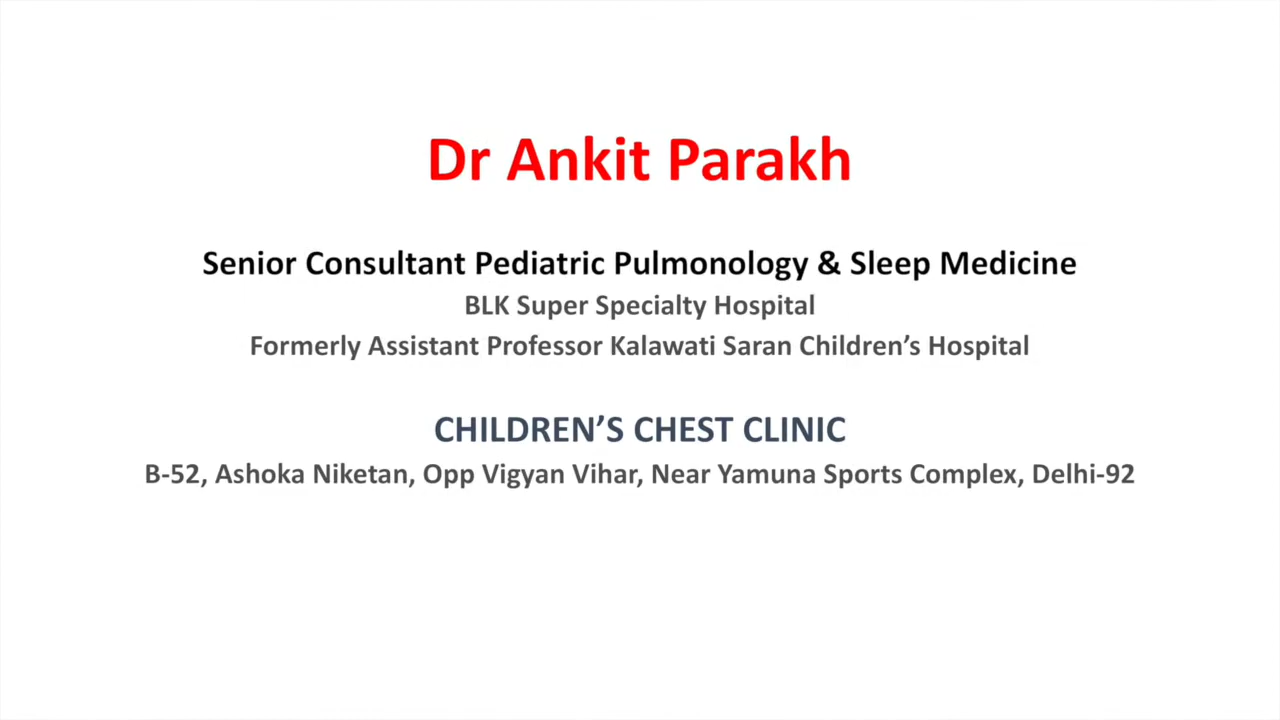 Dr Ankit Parakh
Senior Consultant Pediatric Pulmonology & Sleep Medicine
BLK Super Specialty Hospital
Formerly Assistant Professor Kalawati Saran Children’s Hospital
CHILDREN’S CHEST CLINIC
B-52, Ashoka Niketan, Opp Vigyan Vihar, Near Yamuna Sports Complex, Delhi-92